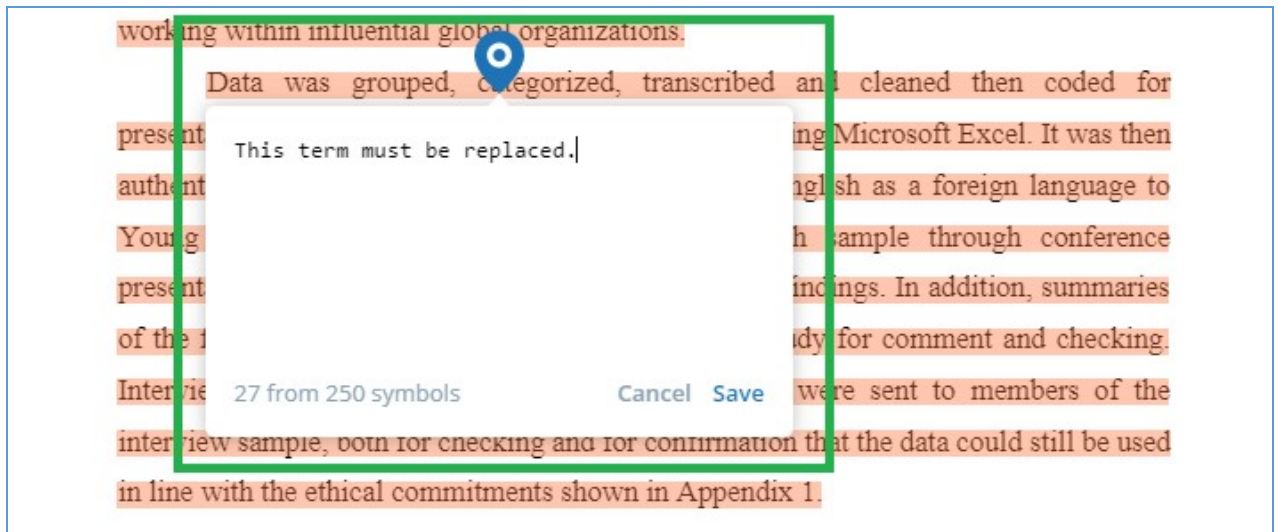 working within influential global organizations.
Data was grouped, categorized, transcribed and cleaned then coded for
present ing Microsoft Excel. It was then
authent nglish as a foreign language to
Young h sample through conference
present indings. In addition, summaries
of the f dy for comment and checking.
Intervie were sent to members of the
interview sample, both for checking and for confirmation that the data could still be used
in line with the ethical commitments shown in Appendix 1.
This term must be replaced.
27 from 250 symbols Cancel Save